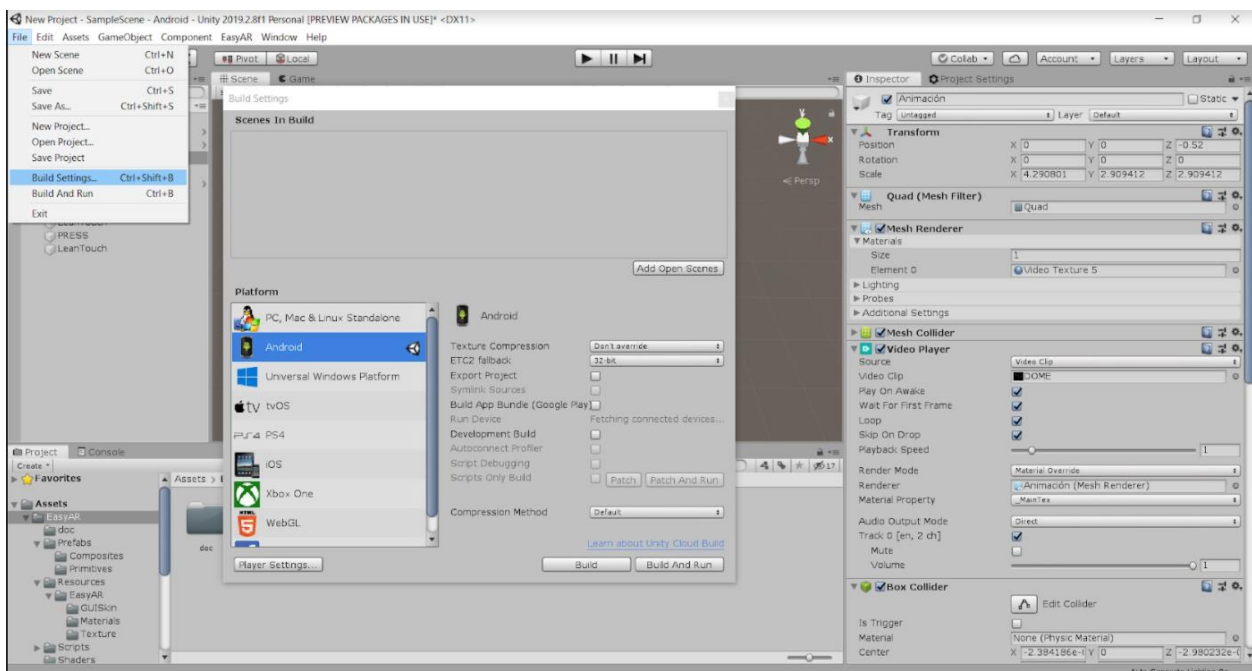 New Project - SampleScene - Android - Unity 2019.2.8f1 Personal [PREVIEW PACKAGES IN USE]* <DX11>
File Edit Assets GameObject Component EasyAR Window Help
New Scene Ctrl+N
Open Scene Ctrl+O
Save Ctrl+S
Save As... Ctrl+Shift+S
New Project...
Open Project...
Save Project
Build Settings... Ctrl+Shift+B
Build And Run Ctrl+B
Exit
PRESS
LeanTouch
Pivot Local
Collab Account Layers Layout
Scene Game
Persp
Build Settings
Scenes In Build
Add Open Scenes
Platform
PC, Mac & Linux Standalone
Android
Universal Windows Platform
tv tvOS
PS4 PS4
iOS
Xbox One
HTML
5 WebGL
Android
Texture Compression Don't override
ETC2 fallback 32-bit
Export Project
Symlink Sources
Build App Bundle (Google Play)
Run Device Fetching connected devices...
Development Build
Autoconnect Profiler
Script Debugging
Scripts Only Build Patch Patch And Run
Compression Method Default
Learn about Unity Cloud Build
Player Settings... Build Build And Run
Inspector Project Settings
Animación Static
Tag Untagged Layer Default
Transform
Position X 0 Y 0 Z -0.52
Rotation X 0 Y 0 Z 0
Scale X 4.290801 Y 2.909412 Z 2.909412
Quad (Mesh Filter)
Mesh Quad
Mesh Renderer
Materials
Size 1
Element 0 Video Texture 5
Lighting
Probes
Additional Settings
Mesh Collider
Video Player
Source Video Clip
Video Clip DOME
Play On Awake
Wait For First Frame
Loop
Skip On Drop
Playback Speed 1
Render Mode Material Override
Renderer Animación (Mesh Renderer)
Material Property _MainTex
Audio Output Mode Direct
Track 0 [en, 2 ch]
Mute
Volume 1
Box Collider
Edit Collider
Is Trigger
Material None (Physic Material)
Center X -2.384186e- Y 0 Z -2.980232e-
Project Console
Create
17
Favorites
Assets
EasyAR
doc
Prefabs
Composites
Primitives
Resources
EasyAR
GUISkin
Materials
Texture
Scripts
Shaders
Assets >
doc